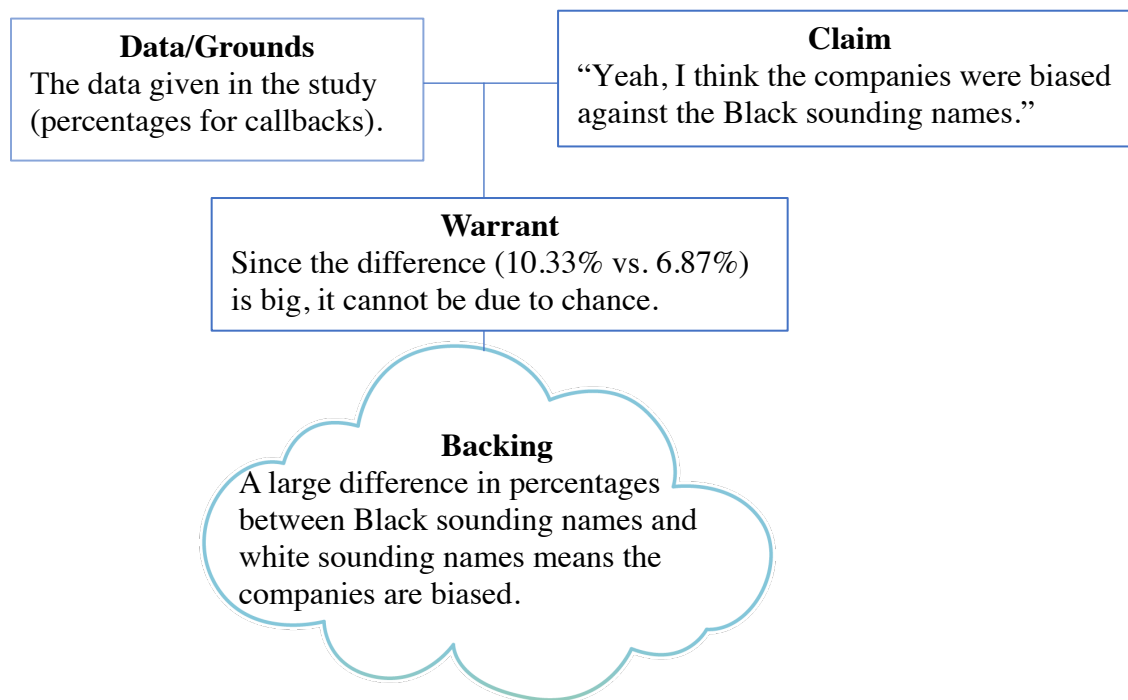 Data/Grounds
The data given in the study
(percentages for callbacks).
Claim
“Yeah, I think the companies were biased
against the Black sounding names.”
Warrant
Since the difference (10.33% vs. 6.87%)
is big, it cannot be due to chance.
Backing
A large difference in percentages
between Black sounding names and
white sounding names means the
companies are biased.